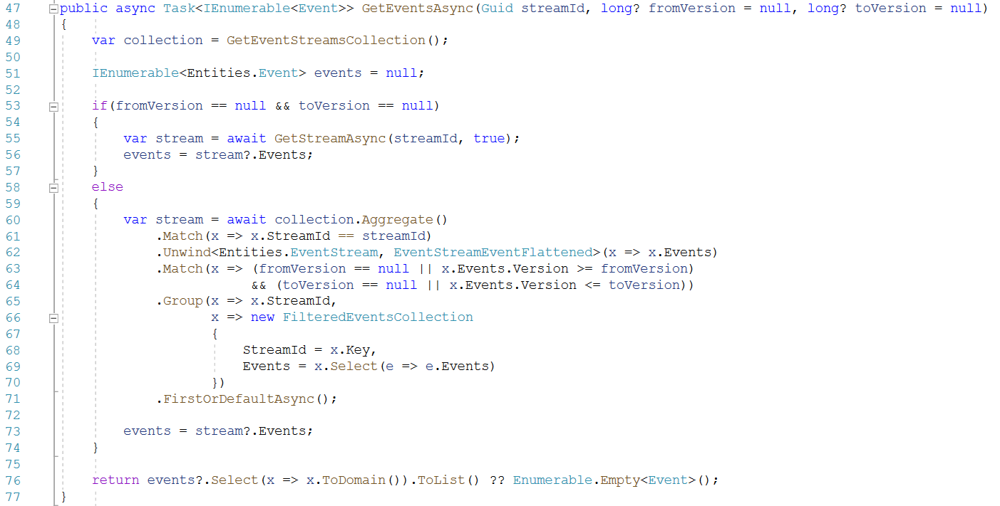 47 public async Task<IEnumerable<Event>> GetEventsAsync(Guid streamId, long? fromVersion = null, long? toVersion = null)
48 {
49     var collection = GetEventStreamsCollection();
50
51     IEnumerable<Entities.Event> events = null;
52
53     if(fromVersion == null && toVersion == null)
54     {
55         var stream = await GetStreamAsync(streamId, true);
56         events = stream?.Events;
57     }
58     else
59     {
60         var stream = await collection.Aggregate()
61             .Match(x => x.StreamId == streamId)
62             .Unwind<Entities.EventStream, EventStreamEventFlattened>(x => x.Events)
63             .Match(x => (fromVersion == null || x.Events.Version >= fromVersion)
64                         && (toVersion == null || x.Events.Version <= toVersion))
65             .Group(x => x.StreamId,
66                    x => new FilteredEventsCollection
67                    {
68                        StreamId = x.Key,
69                        Events = x.Select(e => e.Events)
70                    })
71             .FirstOrDefaultAsync();
72
73         events = stream?.Events;
74     }
75
76     return events?.Select(x => x.ToDomain()).ToList() ?? Enumerable.Empty<Event>();
77 }